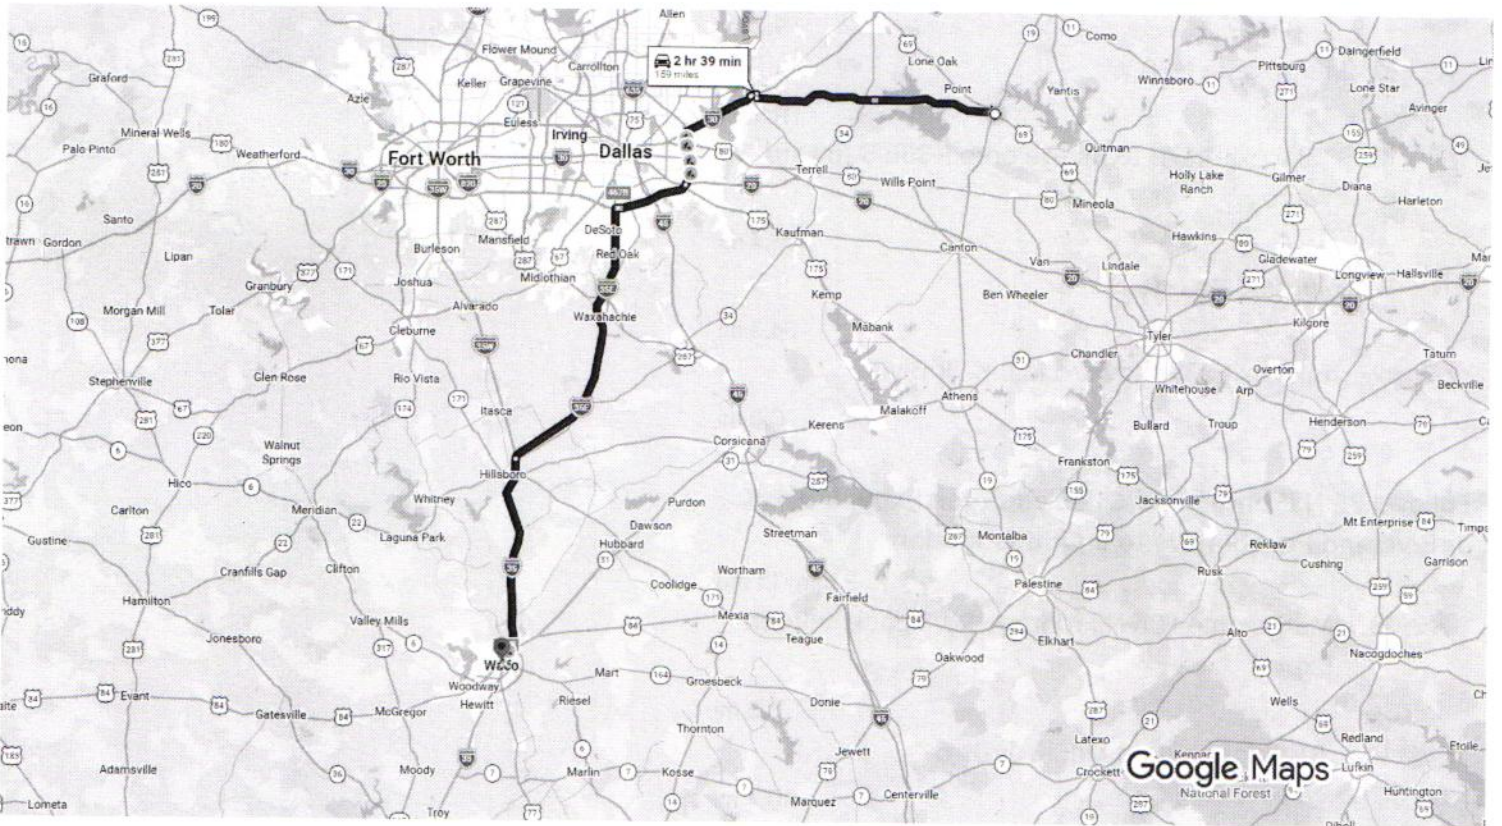 Allen
199
Como
Flower Mound
Lone Oak
Daingerfield
Graford
Keller
Grapevine
Carrollton
2 hr 39 min
159 miles
Point
Yantis
Winnsboro
Pittsburg
Lone Star
Avinger
Azle
Euless
Irving
Mineral Wells
Palo Pinto
Weatherford
Fort Worth
Dallas
Terrell
Wills Point
Quitman
Holly Lake
Ranch
Gilmer
Diana
Harleton
Santo
Mineola
DeSoto
Gordon
Lipan
Burleson
Mansfield
Red Oak
Kaufman
Canton
Hawkins
Van
Lindale
Gladewater
Longview
Hallsville
Granbury
Joshua
Midlothian
Kemp
Ben Wheeler
Morgan Mill
Tolar
Alvarado
Waxahachie
Mabank
Kilgore
Cleburne
Tyler
Chandler
Tatum
Stephenville
Glen Rose
Rio Vista
Overton
Whitehouse
Arp
Beckville
Itasca
Athens
Malakoff
Kerens
Bullard
Troup
Henderson
Walnut
Springs
Corsicana
Hillsboro
Frankston
Hico
Whitney
Purdon
Jacksonville
Carlton
Meridian
Dawson
Streetman
Montalba
Mt Enterprise
Gustine
Laguna Park
Hubbard
Reklaw
Cranfills Gap
Clifton
Coolidge
Wortham
Palestine
Rusk
Cushing
Garrison
Hamilton
Fairfield
Valley Mills
Mexia
Jonesboro
Teague
Elkhart
Alto
Oakwood
Nacogdoches
Waco
Woodway
Mart
Groesbeck
Evant
Hewitt
Riesel
Donie
Wells
Gatesville
McGregor
Thornton
Latexo
Redland
Jewett
Adamsville
Moody
Marlin
Kosse
Crockett
Google Maps
Lufkin
National Forest
Huntington
Lometa
Troy
Marquez
Centerville